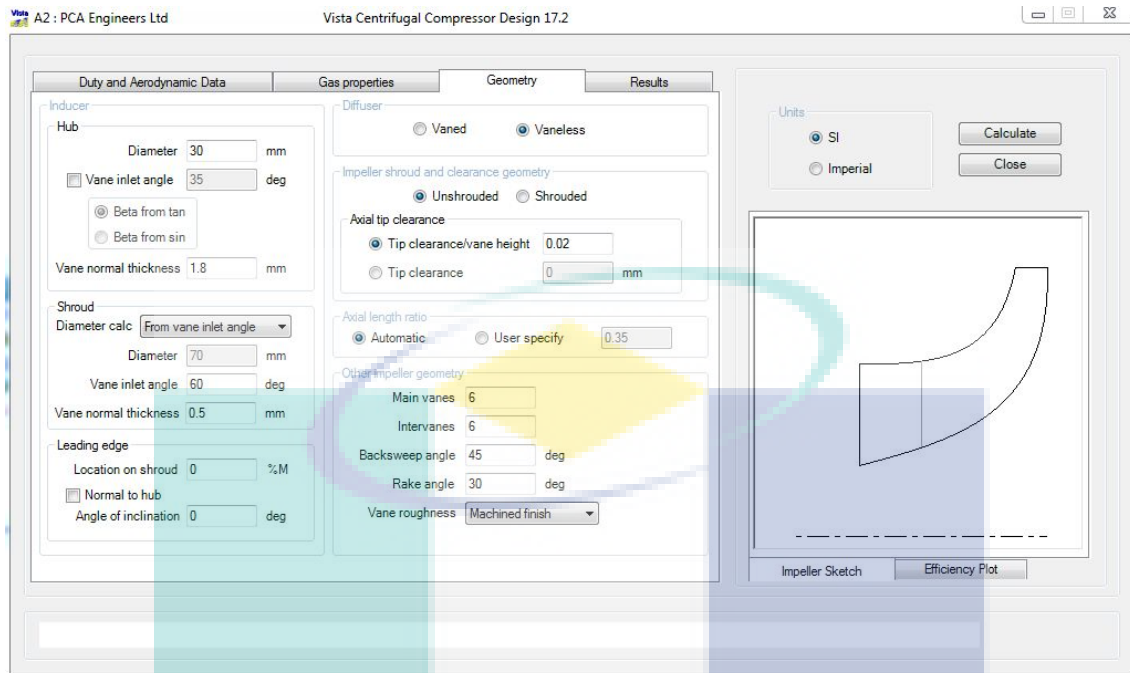 Vista A2 : PCA Engineers Ltd Vista Centrifugal Compressor Design 17.2
Duty and Aerodynamic Data Gas properties Geometry Results
Inducer
Hub
Diameter 30 mm
Vane inlet angle 35 deg
Beta from tan
Beta from sin
Vane normal thickness 1.8 mm
Shroud
Diameter calc From vane inlet angle
Diameter 70 mm
Vane inlet angle 60 deg
Vane normal thickness 0.5 mm
Leading edge
Location on shroud 0 %M
Normal to hub
Angle of inclination 0 deg
Diffuser
Vaned Vaneless
Impeller shroud and clearance geometry
Unshrouded Shrouded
Axial tip clearance
Tip clearance/vane height 0.02
Tip clearance 0 mm
Axial length ratio
Automatic User specify 0.35
Other impeller geometry
Main vanes 6
Intervanes 6
Backsweep angle 45 deg
Rake angle 30 deg
Vane roughness Machined finish
Units
SI
Imperial
Calculate
Close
Impeller Sketch Efficiency Plot